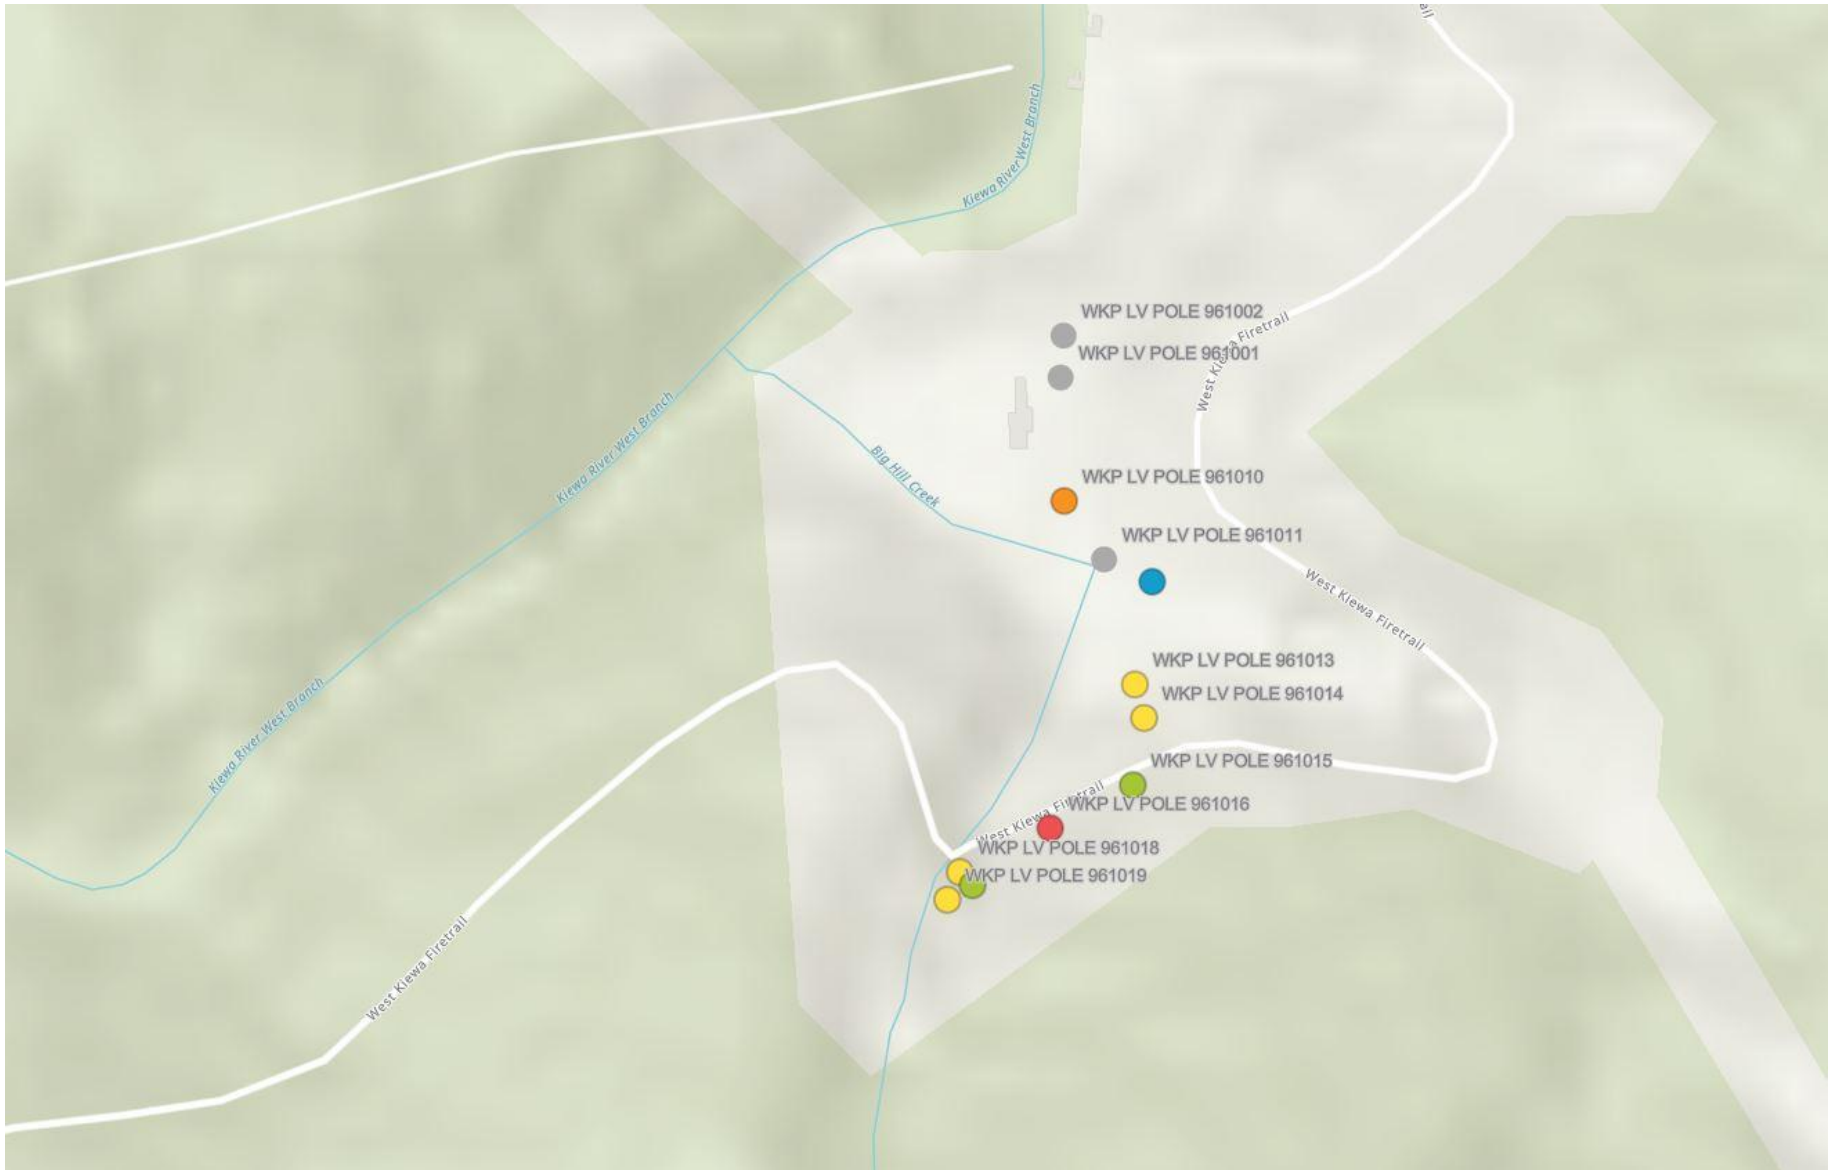 ail
Kiewa River West Branch
WKP LV POLE 961002
West Kiewa Firetrail
WKP LV POLE 961001
Kiewa River West Branch
Big Hill Creek
WKP LV POLE 961010
WKP LV POLE 961011
West Kiewa Firetrail
WKP LV POLE 961013
WKP LV POLE 961014
Kiewa River West Branch
WKP LV POLE 961015
West Kiewa Firetrail
WKP LV POLE 961016
WKP LV POLE 961018
WKP LV POLE 961019
West Kiewa Firetrail